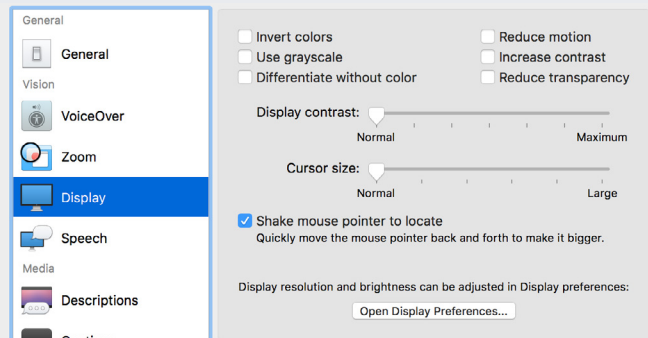 General
General
Vision
VoiceOver
Zoom
Display
Speech
Media
Descriptions
Invert colors
Use grayscale
Differentiate without color
Reduce motion
Increase contrast
Reduce transparency
Display contrast:
Normal Maximum
Cursor size:
Normal Large
Shake mouse pointer to locate
Quickly move the mouse pointer back and forth to make it bigger.
Display resolution and brightness can be adjusted in Display preferences:
Open Display Preferences...